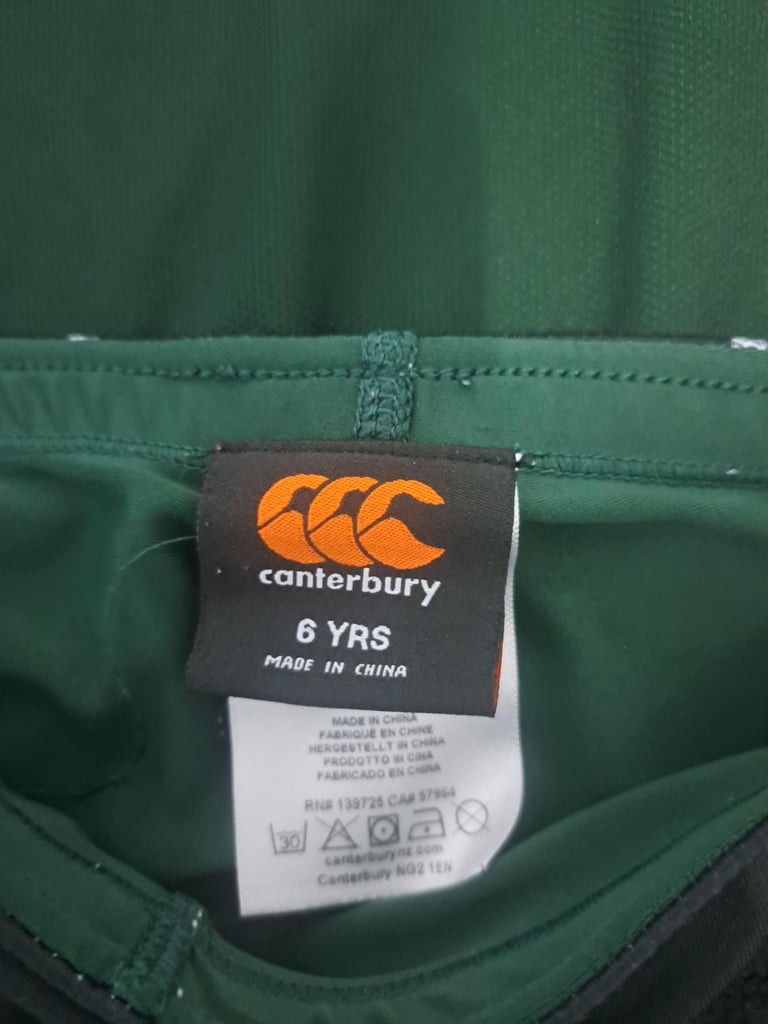 canterbury
6 YRS
MADE IN CHINA
MADE IN CHINA
FABRIQUÉ EN CHINE
HERGESTELLT IN CHINA
PRODOTTO IN CINA
FABRICADO EN CHINA
RN# 139725 CA# 57964
30
canterburynz.com
Canterbury NG2 1EN